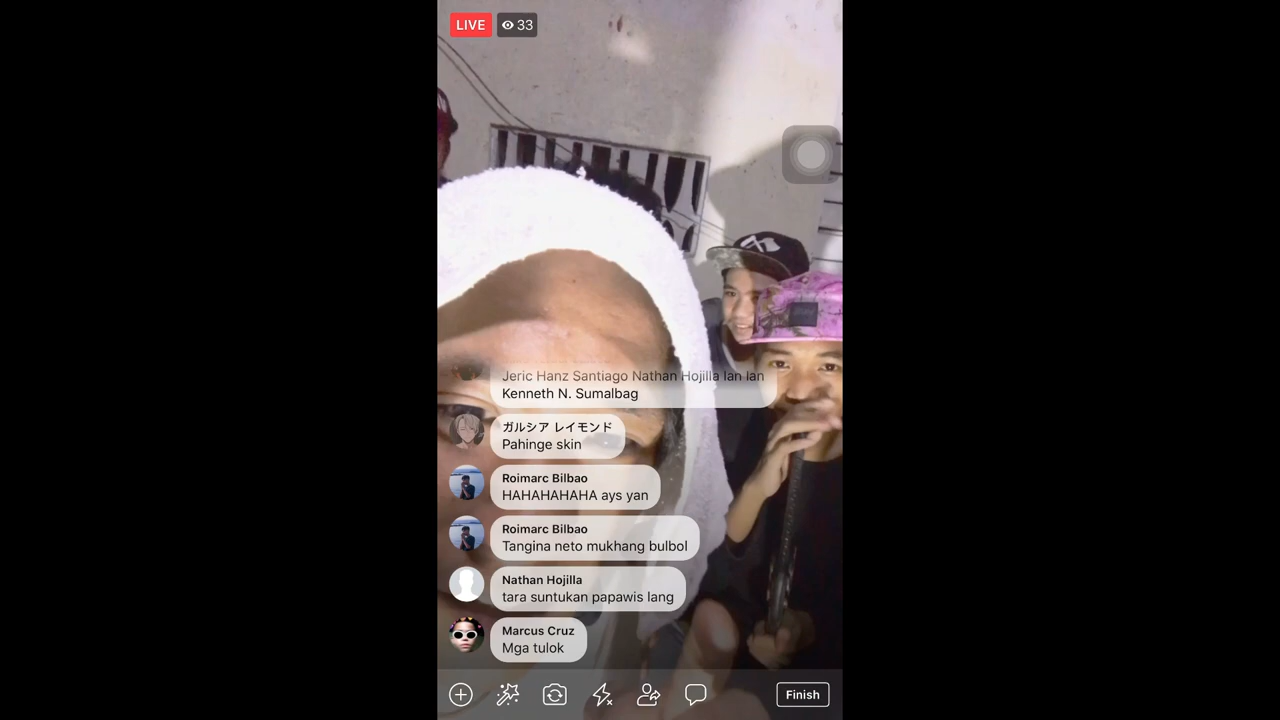 LIVE
33
Jeric Hanz Santiago Nathan Hojilla Ian Ian
Kenneth N. Sumalbag
ガルシア レイモンド
Pahinge skin
Roimarc Bilbao
HAHAHAHAHA ays yan
Roimarc Bilbao
Tangina neto mukhang bulbol
Nathan Hojilla
tara suntukan papawis lang
Marcus Cruz
Mga tulok
Finish